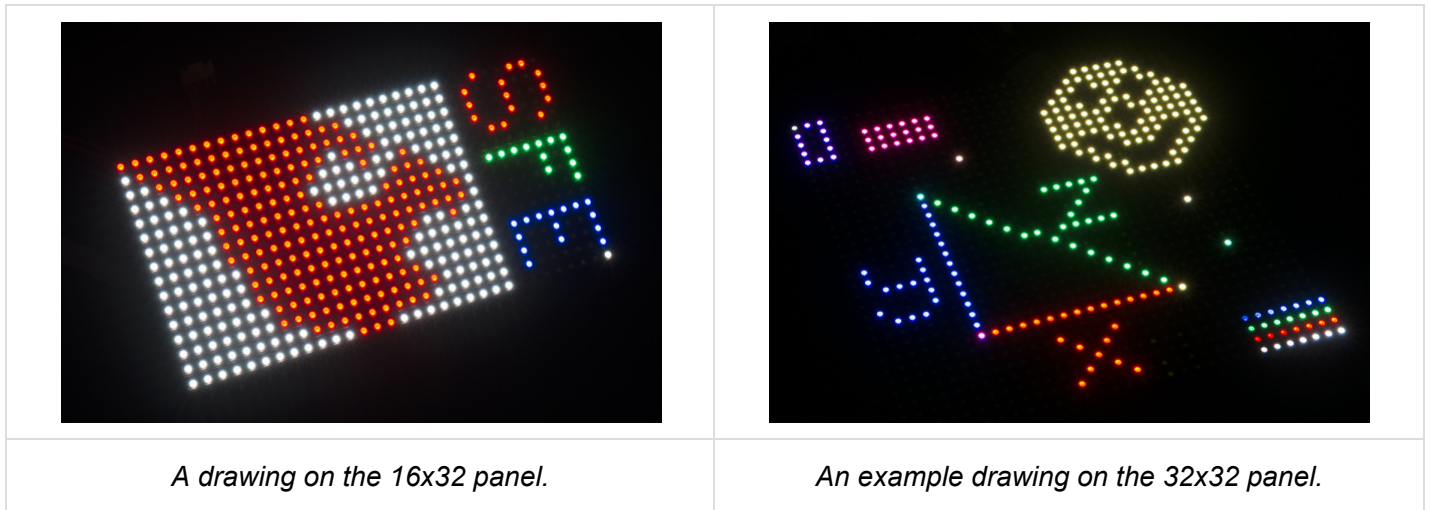 S
F
E
z
y
x
A drawing on the 16x32 panel.
An example drawing on the 32x32 panel.